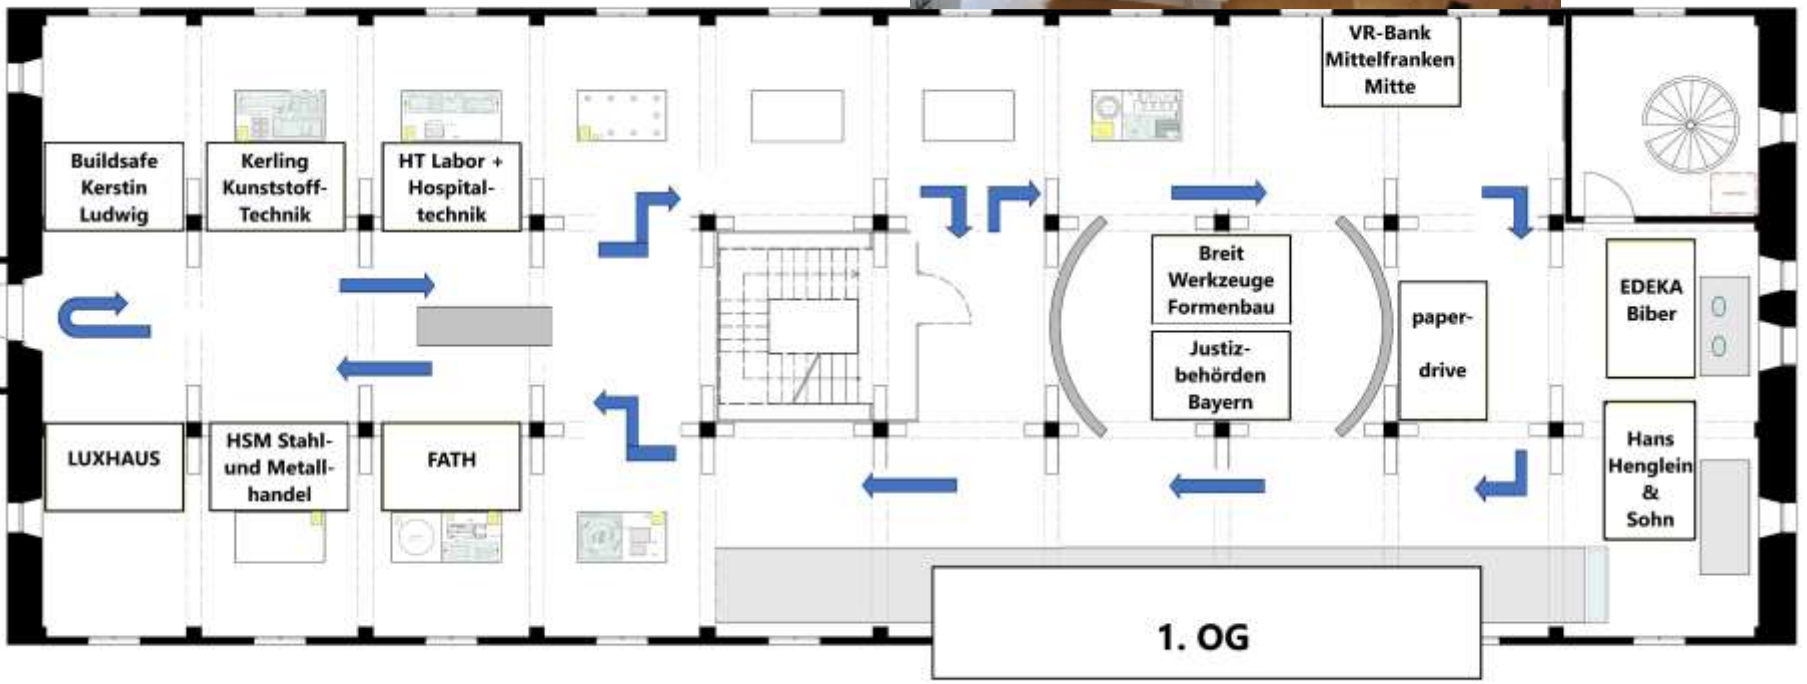 VR-Bank
Mittelfranken
Mitte
Buildsafe
Kerstin
Ludwig
Kerling
Kunststoff-
Technik
HT Labor +
Hospital-
technik
Breit
Werkzeuge
Formenbau
Justiz-
behörden
Bayern
paper-
drive
EDEKA
Biber
LUXHAUS
HSM Stahl-
und Metall-
handel
FATH
Hans
Henglein
&
Sohn
1. OG